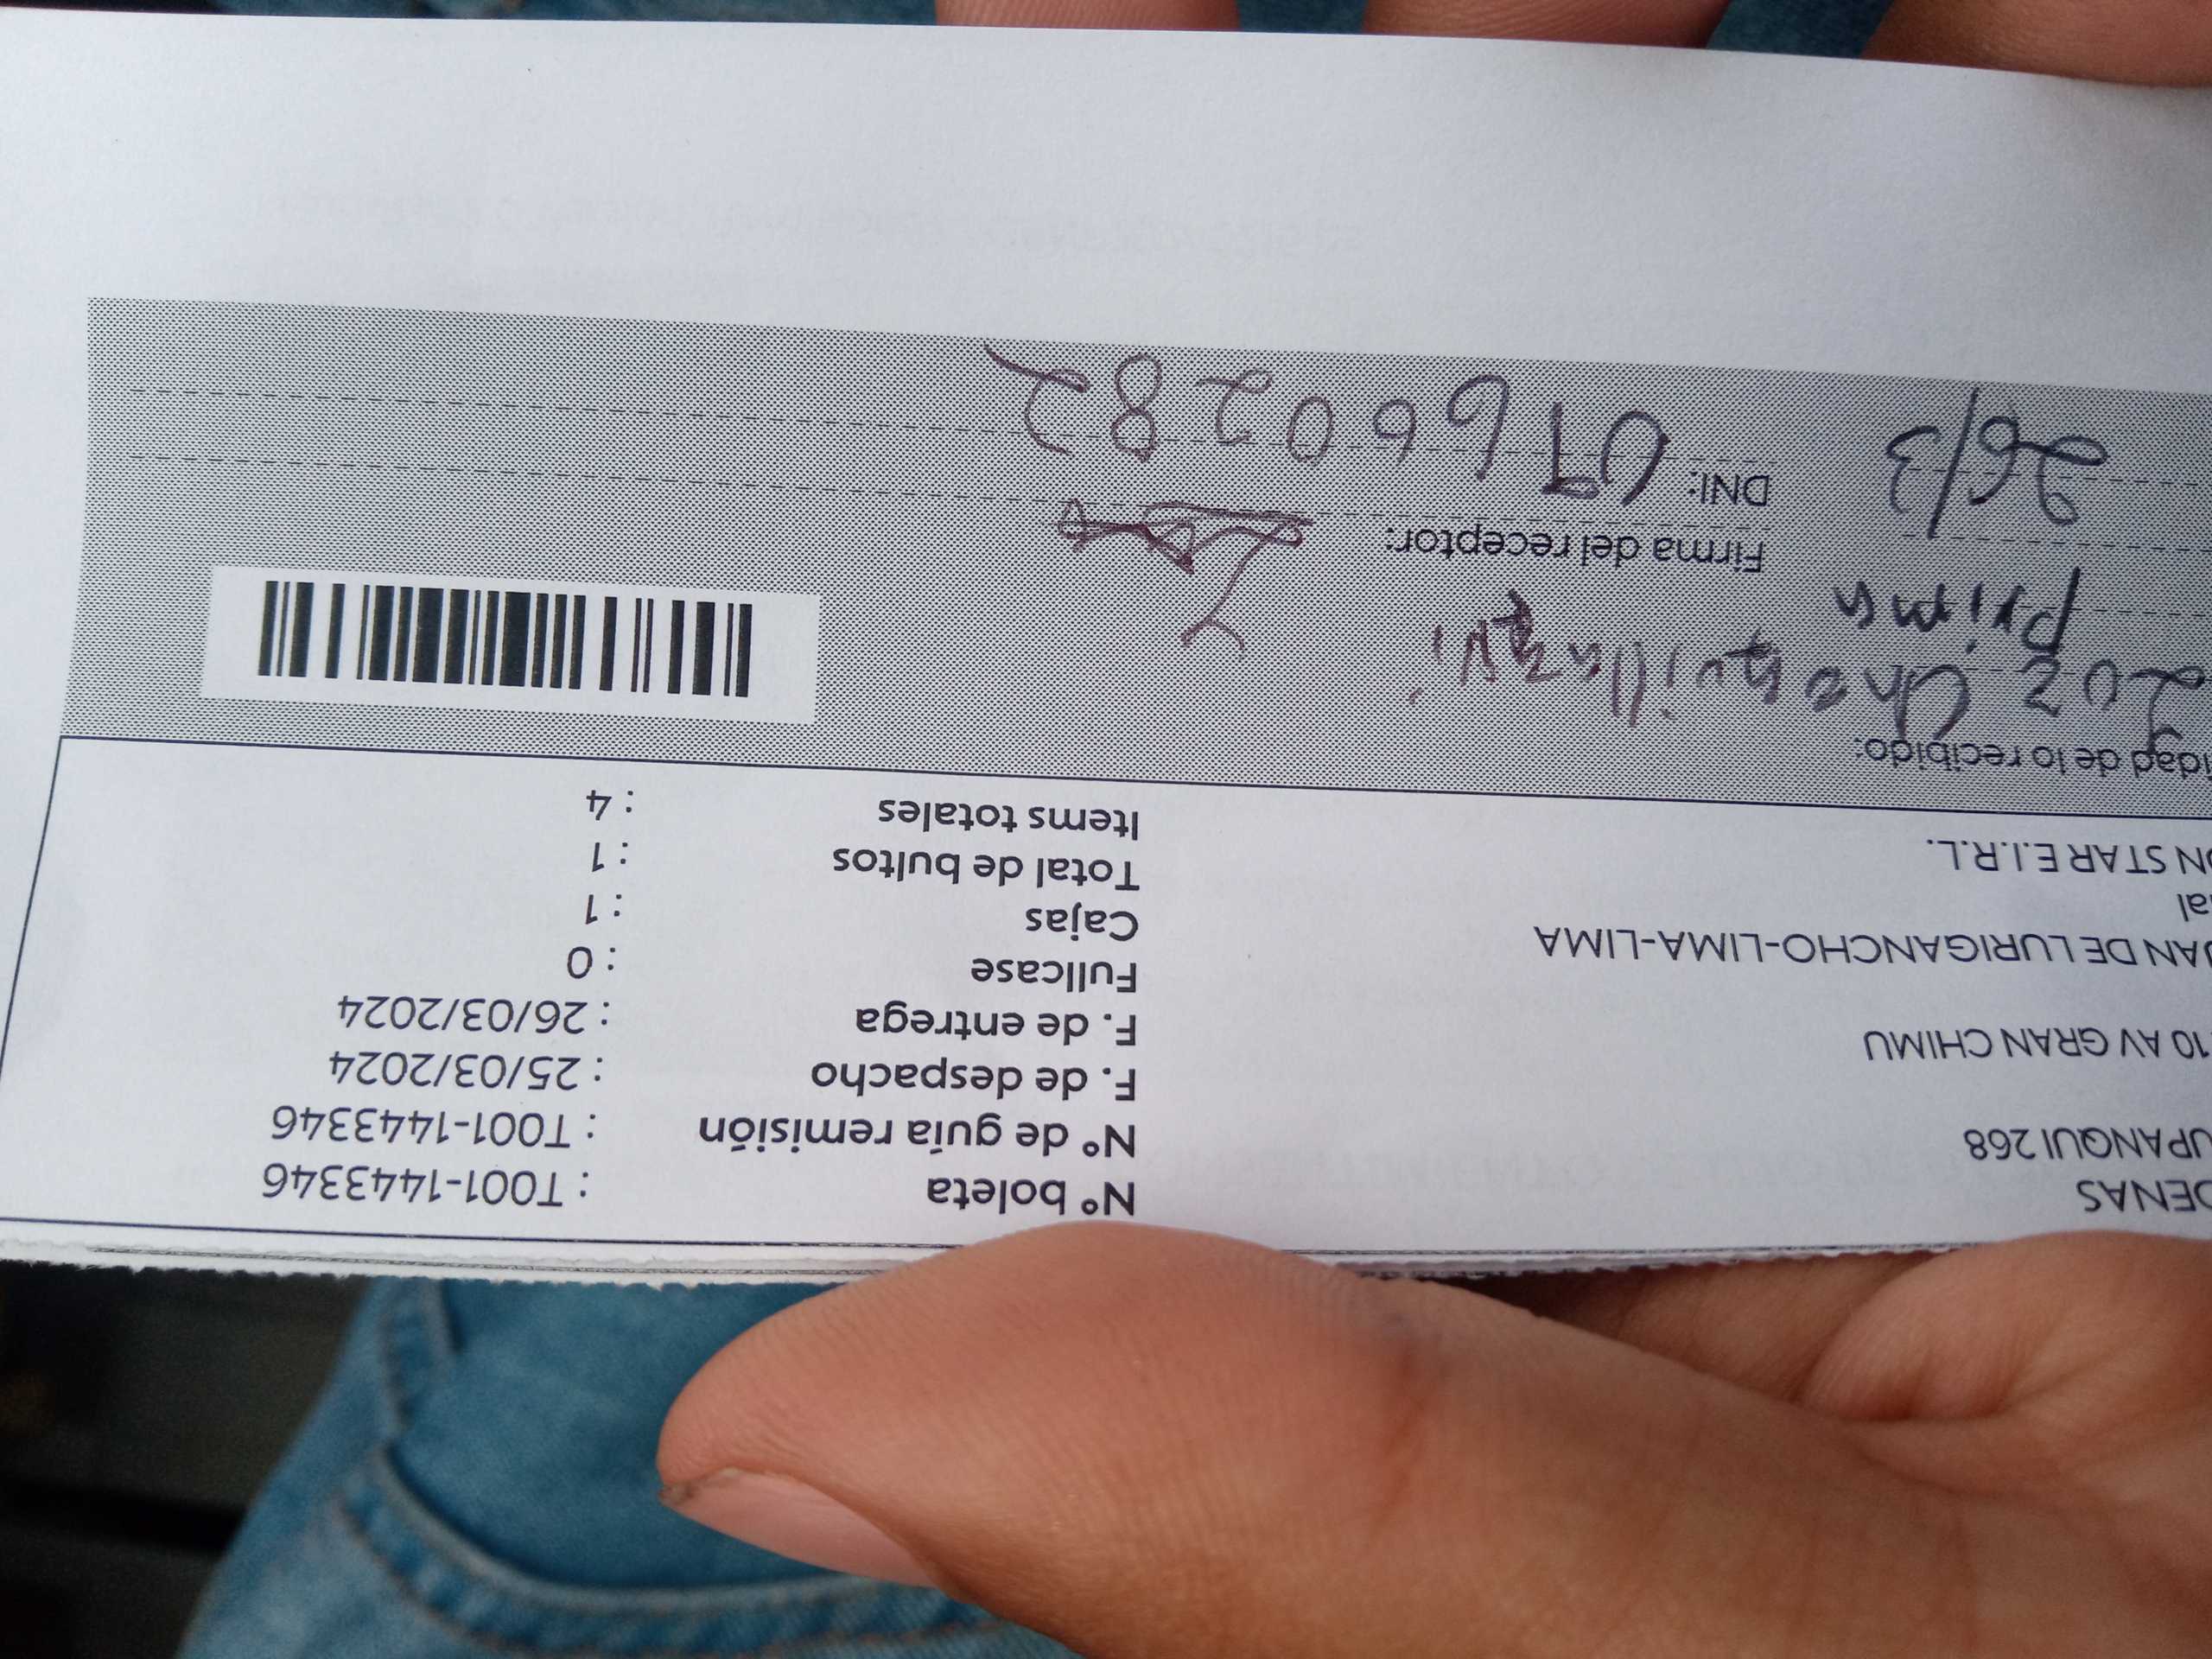 DENAS
UPANQUI 268
10 AV GRAN CHIMU
UAN DE LURIGANCHO-LIMA-LIMA
al
ON STAR E.I.R.L.
N° boleta : T001-1443346
N° de guía remisión : T001-1443346
F. de despacho : 25/03/2024
F. de entrega : 26/03/2024
Fullcase : 0
Cajas : 1
Total de bultos : 1
Items totales : 4
idad de lo recibido:
prima
26/3
Firma del receptor:
DNI: